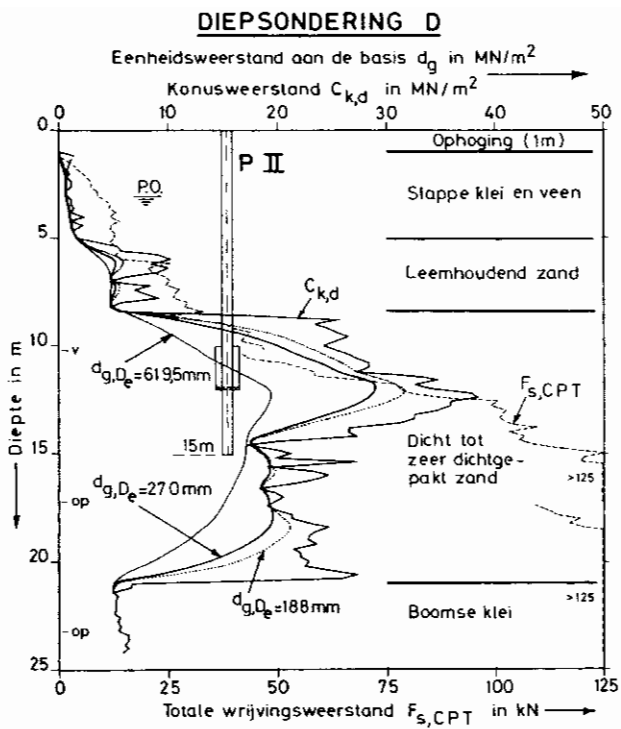 DIEPSONDERING D
Eenheidsweerstand aan de basis dg in MN/m²
Konusweerstand Ck,d in MN/m²
0 10 20 30 40 50
0
Ophoging (1m)
P II
P.O.
Slappe klei en veen
5
Leemhoudend zand
Ck,d
10
v
dg,De=619,5mm
Fs,CPT
Diepte in m
15
15m
Dicht tot
zeer dichtge-
pakt zand
>125
dg,De=270mm
op
20
dg,De=188mm
>125
Boomse klei
op
25
0 25 50 75 100 125
Totale wrijvingsweerstand Fs,CPT in kN